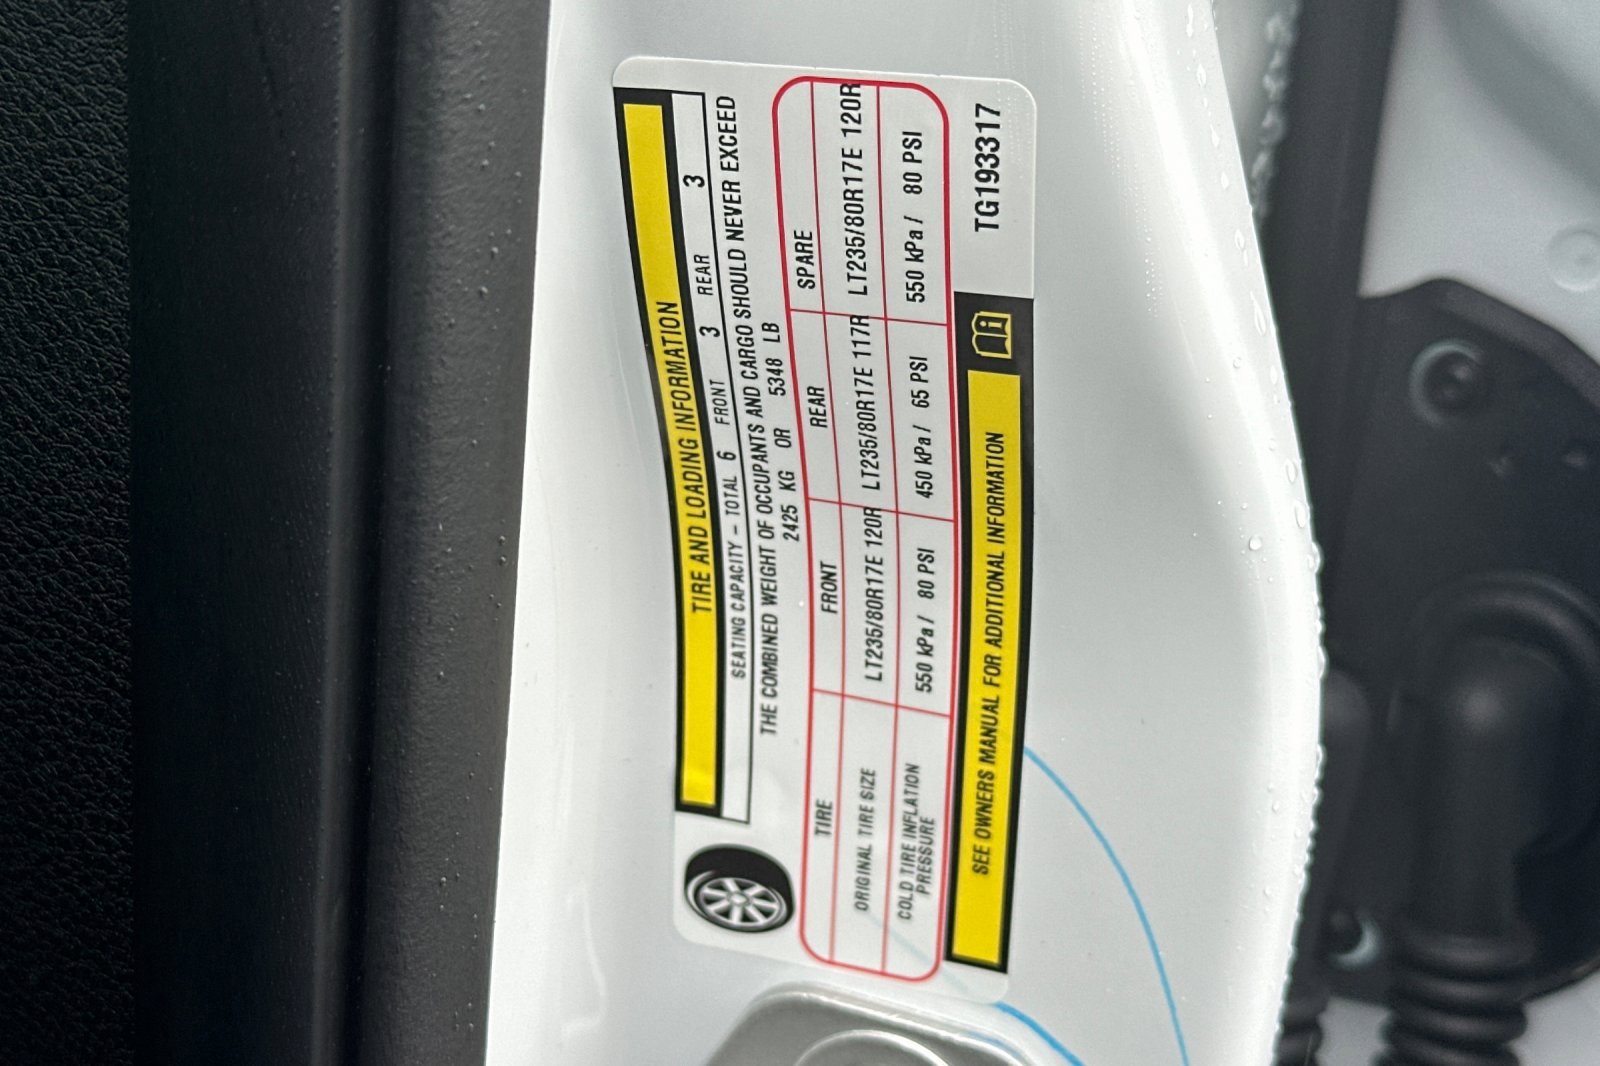 TIRE AND LOADING INFORMATION
SEATING CAPACITY – TOTAL 6 FRONT 3 REAR 3
THE COMBINED WEIGHT OF OCCUPANTS AND CARGO SHOULD NEVER EXCEED
2425 KG OR 5348 LB
TIRE FRONT REAR SPARE
ORIGINAL TIRE SIZE LT235/80R17E 120R LT235/80R17E 117R LT235/80R17E 120R
COLD TIRE INFLATION PRESSURE 550 kPa / 80 PSI 450 kPa / 65 PSI 550 kPa / 80 PSI
SEE OWNERS MANUAL FOR ADDITIONAL INFORMATION
TG193317